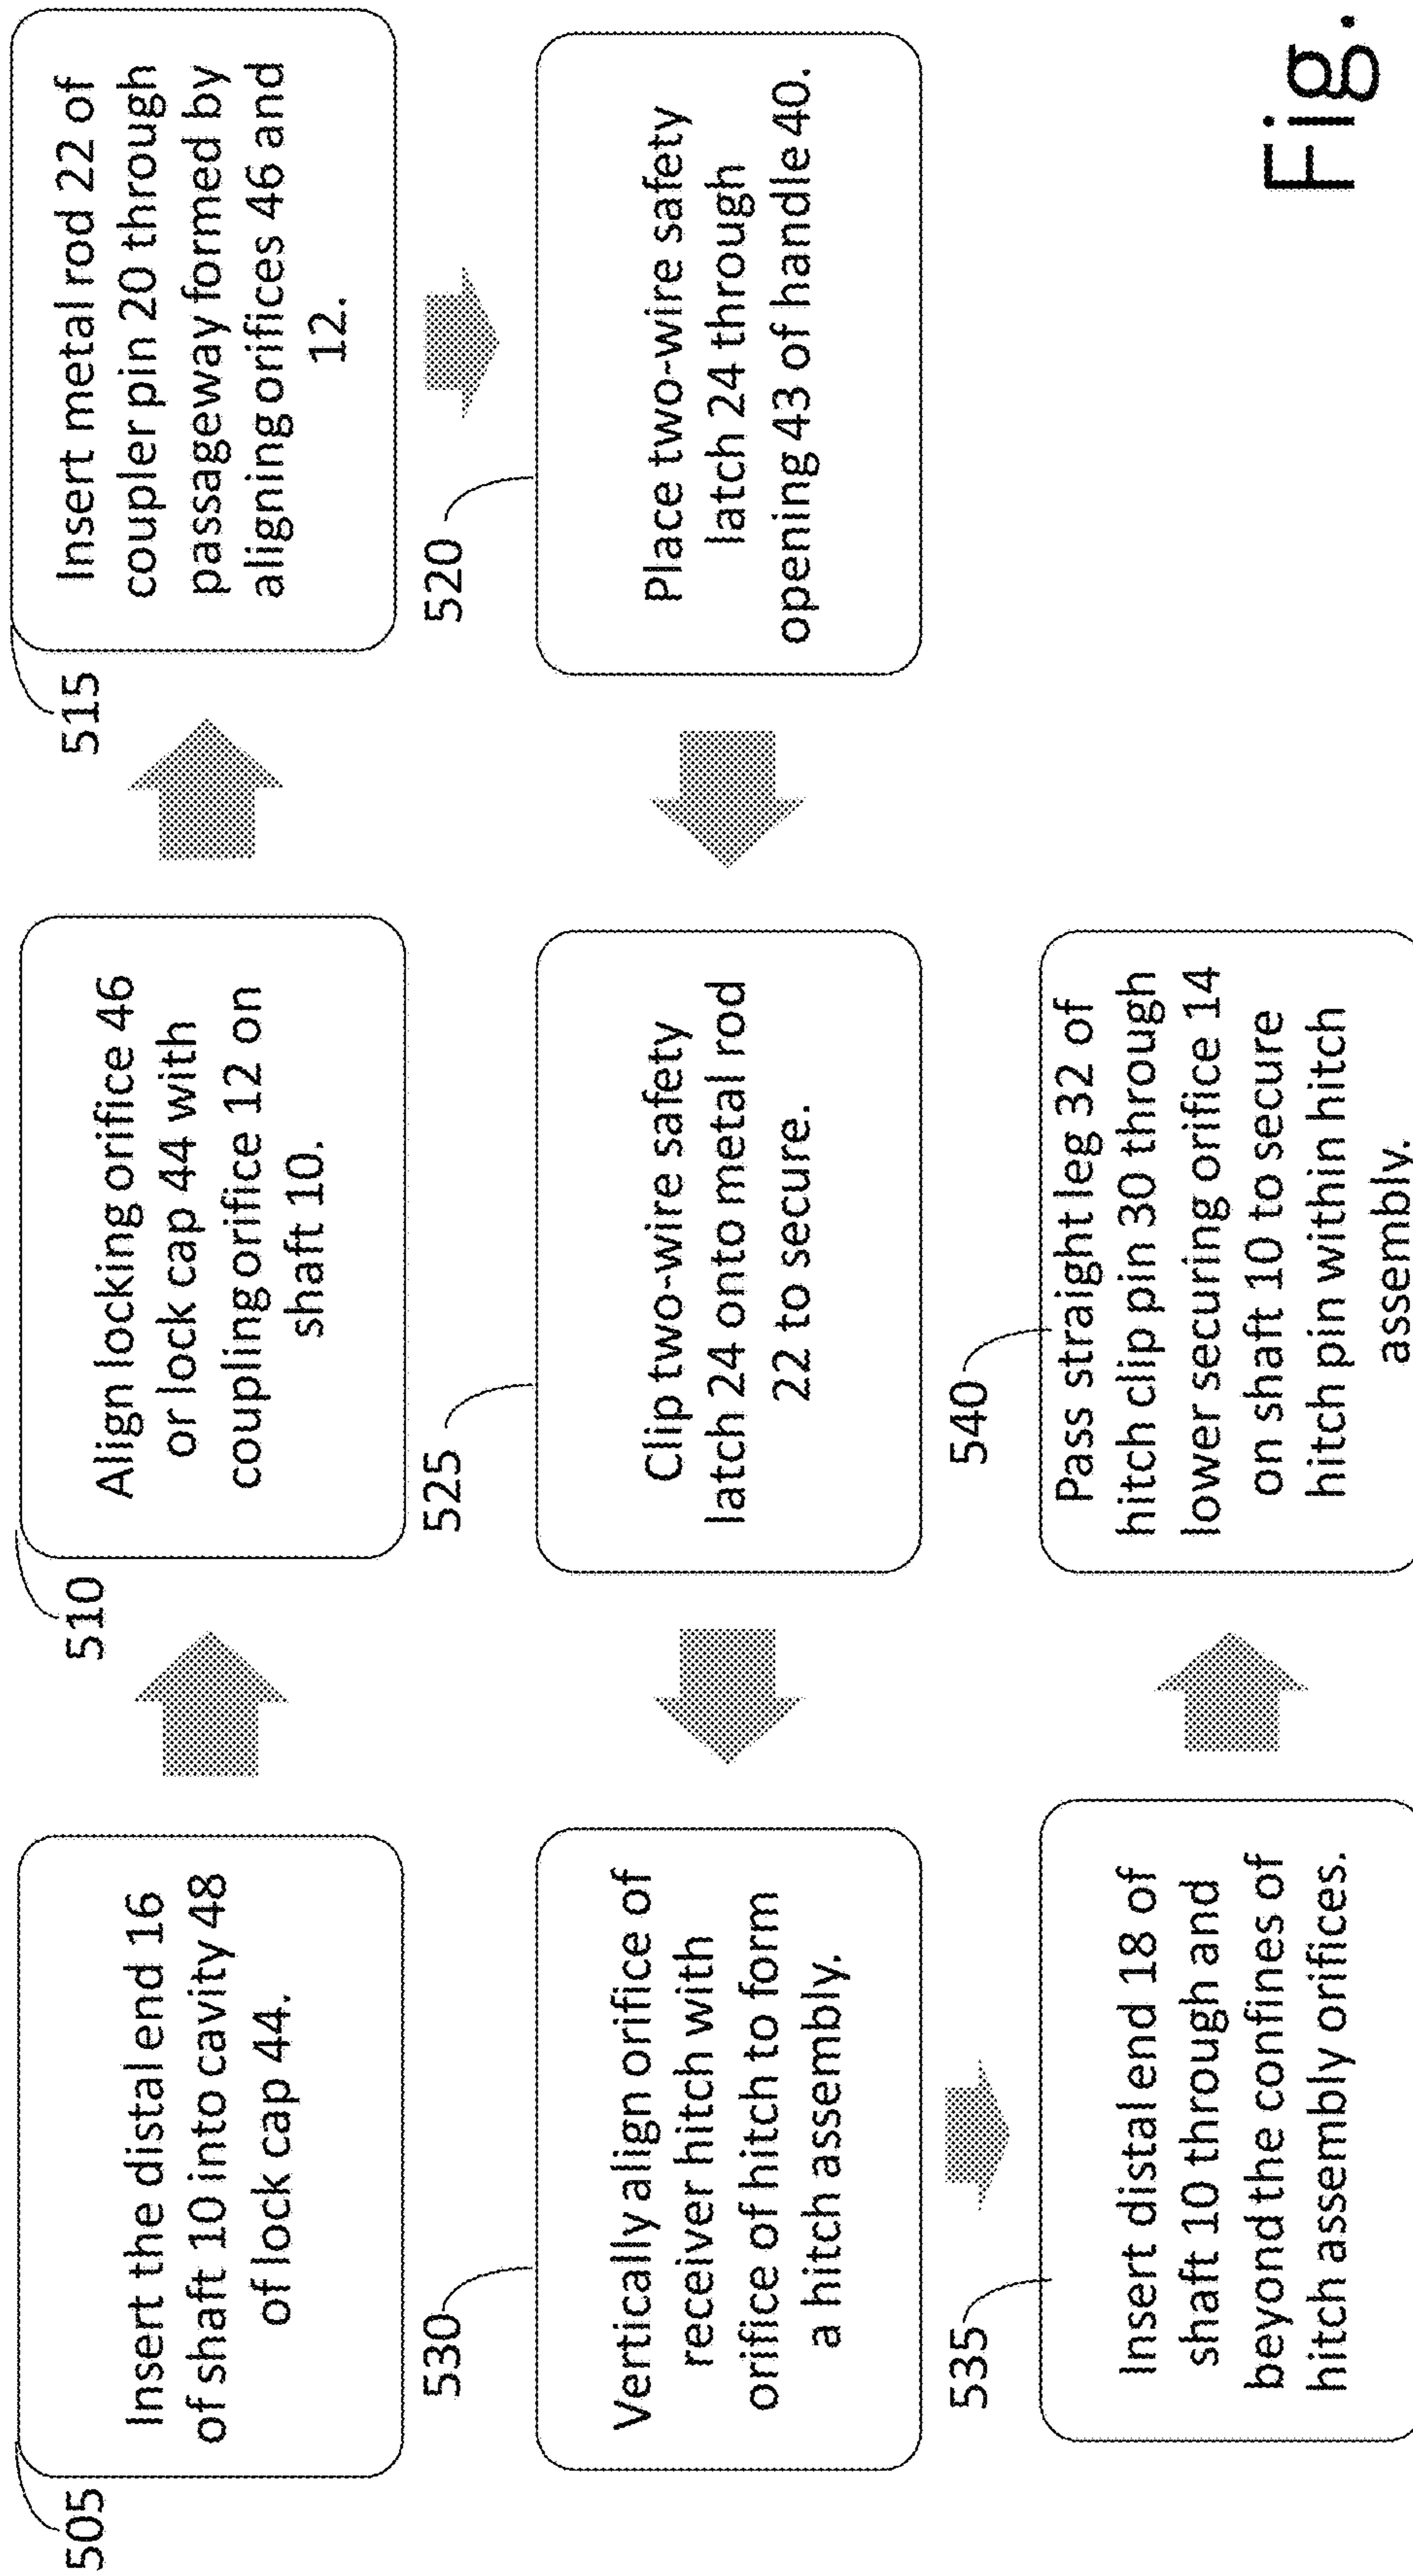 505
Insert the distal end 16
of shaft 10 into cavity 48
of lock cap 44.
510
Align locking orifice 46
or lock cap 44 with
coupling orifice 12 on
shaft 10.
515
Insert metal rod 22 of
coupler pin 20 through
passageway formed by
aligning orifices 46 and
12.
520
Place two-wire safety
latch 24 through
opening 43 of handle 40.
525
Clip two-wire safety
latch 24 onto metal rod
22 to secure.
530
Vertically align orifice of
receiver hitch with
orifice of hitch to form
a hitch assembly.
535
Insert distal end 18 of
shaft 10 through and
beyond the confines of
hitch assembly orifices.
540
Pass straight leg 32 of
hitch clip pin 30 through
lower securing orifice 14
on shaft 10 to secure
hitch pin within hitch
assembly.
Fig.